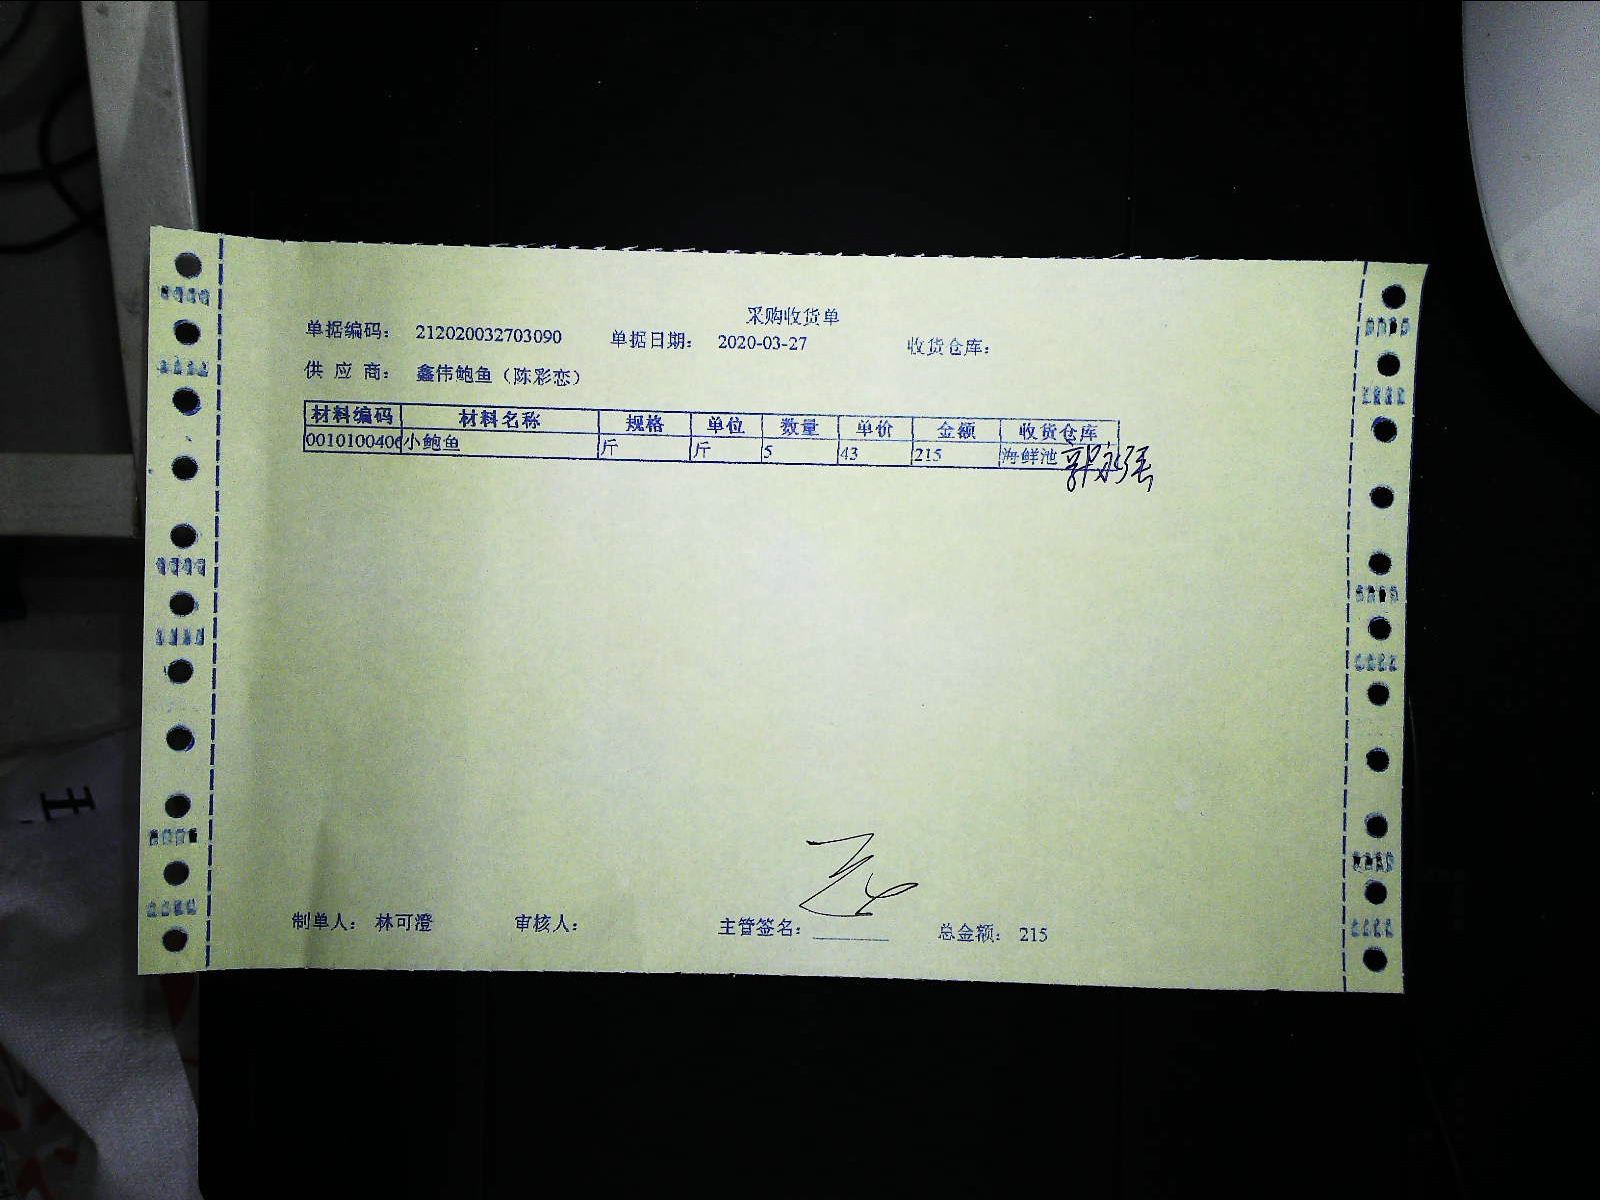 采购收货单
单据编码： 212020032703090 单据日期： 2020-03-27 收货仓库：
供 应 商： 鑫伟鲍鱼（陈彩恋）
材料编码 材料名称 规格 单位 数量 单价 金额 收货仓库
0010100406 小鲍鱼 斤 斤 5 43 215 海鲜池 郭永强
制单人： 林可澄 审核人： 主管签名： 总金额： 215